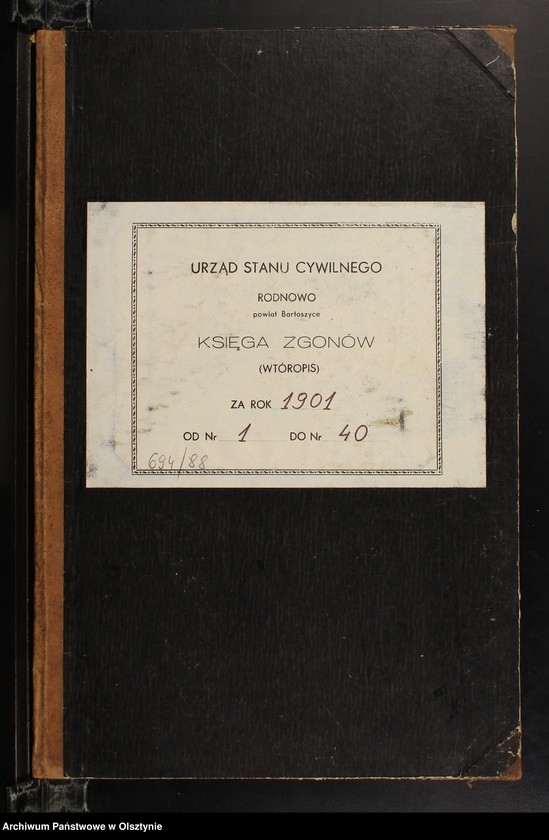 URZĄD STANU CYWILNEGO
RODNOWO
powiat Bartoszyce
KSIĘGA ZGONÓW
(WTÓROPIS)
ZA ROK 1901
OD Nr 1 DO Nr 40
694/88
Archiwum Państwowe w Olsztynie